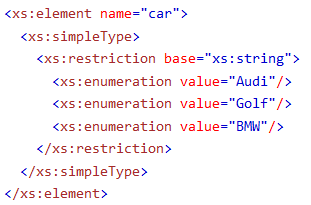 <xs:element name="car">
<xs:simpleType>
<xs:restriction base="xs:string">
<xs:enumeration value="Audi"/>
<xs:enumeration value="Golf"/>
<xs:enumeration value="BMW"/>
</xs:restriction>
</xs:simpleType>
</xs:element>